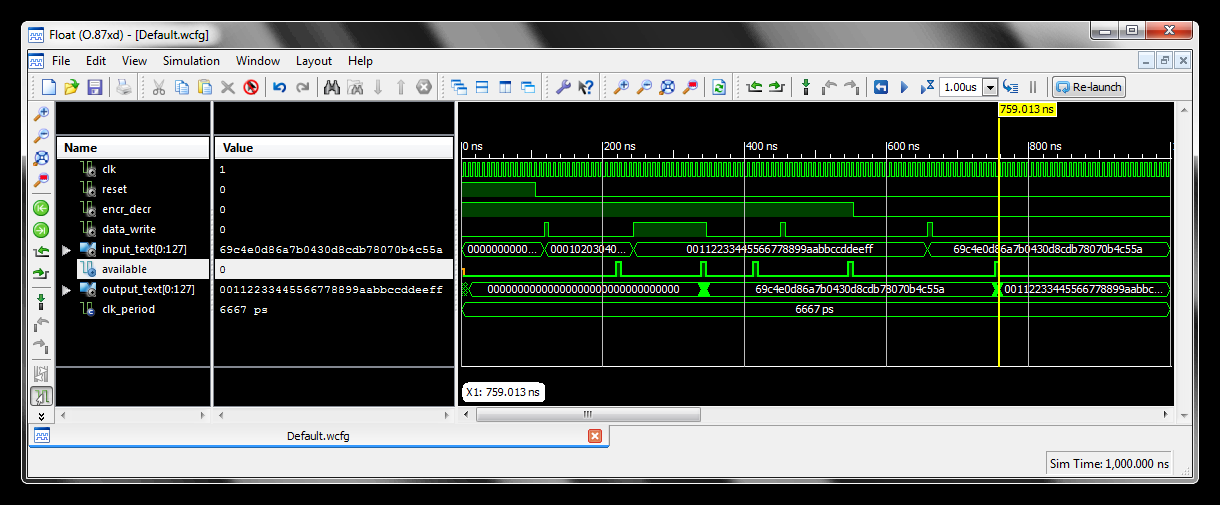 Float (O.87xd) - [Default.wcfg]
File Edit View Simulation Window Layout Help
1.00us Re-launch
759.013 ns
Name Value
0 ns 200 ns 400 ns 600 ns 800 ns
clk 1
reset 0
encr_decr 0
data_write 0
input_text[0:127] 69c4e0d86a7b0430d8cdb78070b4c55a 0000000000... 00010203040... 00112233445566778899aabbccddeeff 69c4e0d86a7b0430d8cdb78070b4c55a
available 0
output_text[0:127] 00112233445566778899aabbccddeeff 00000000000000000000000000000000 69c4e0d86a7b0430d8cdb78070b4c55a 00112233445566778899aabbc...
clk_period 6667 ps 6667 ps
X1: 759.013 ns
Default.wcfg
Sim Time: 1,000.000 ns